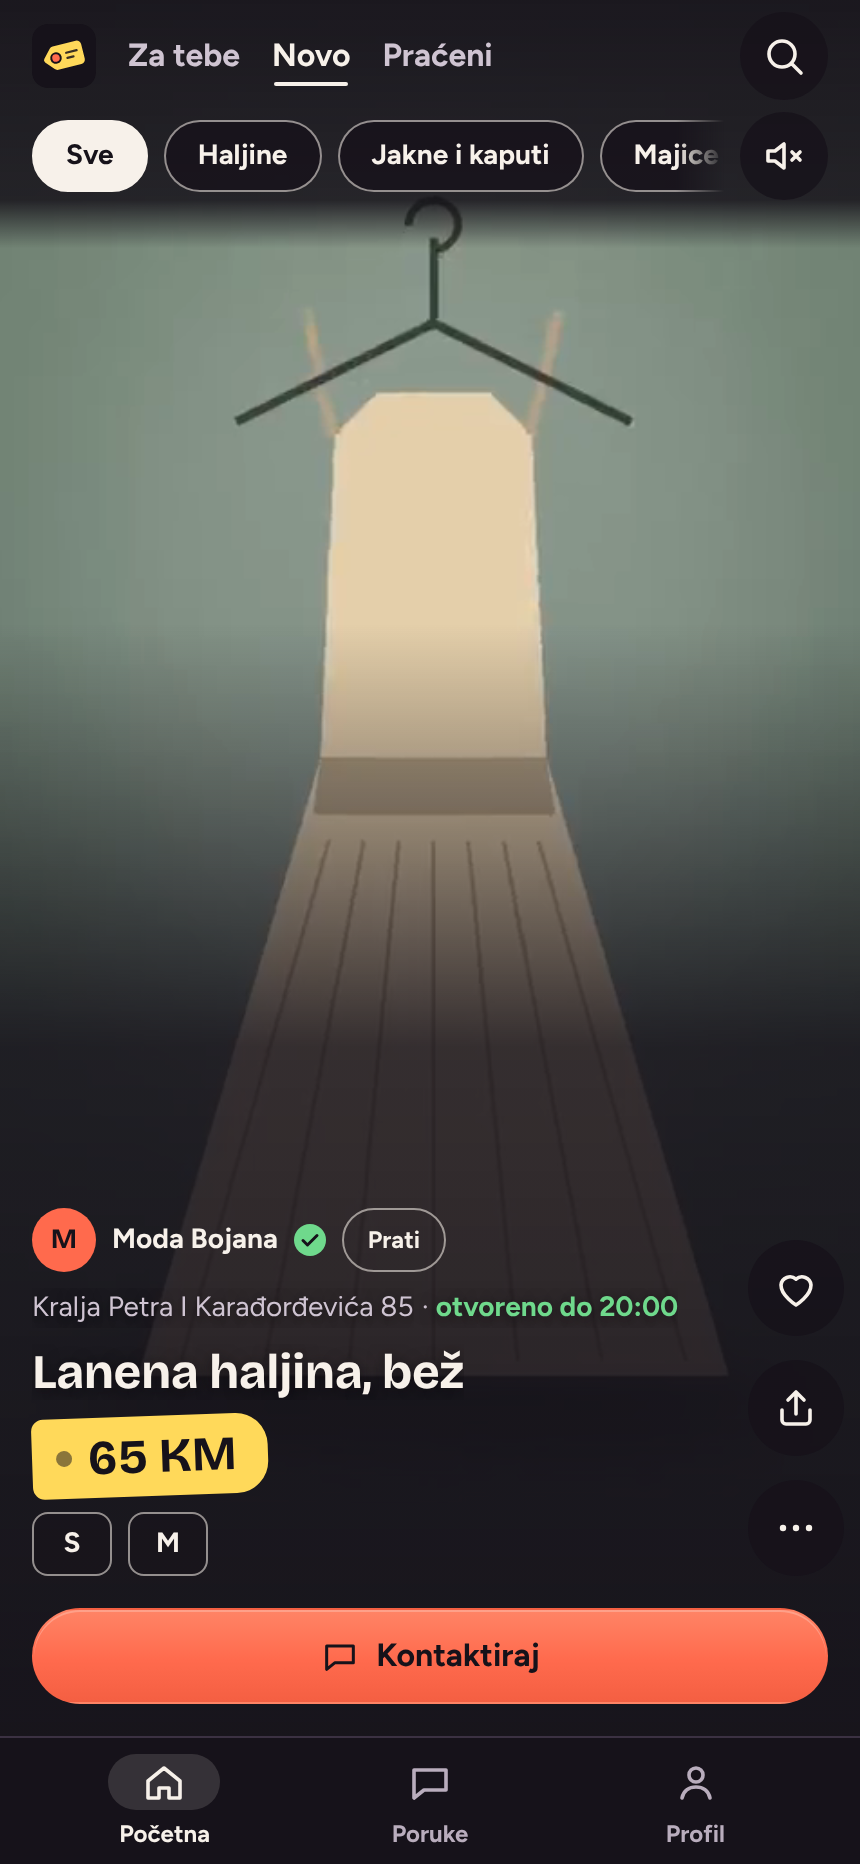 Za tebe Novo Praćeni
Sve Haljine Jakne i kaputi Majice
M Moda Bojana Prati
Kralja Petra I Karađorđevića 85 · otvoreno do 20:00
Lanena haljina, bež
65 KM
S M
Kontaktiraj
Početna Poruke Profil